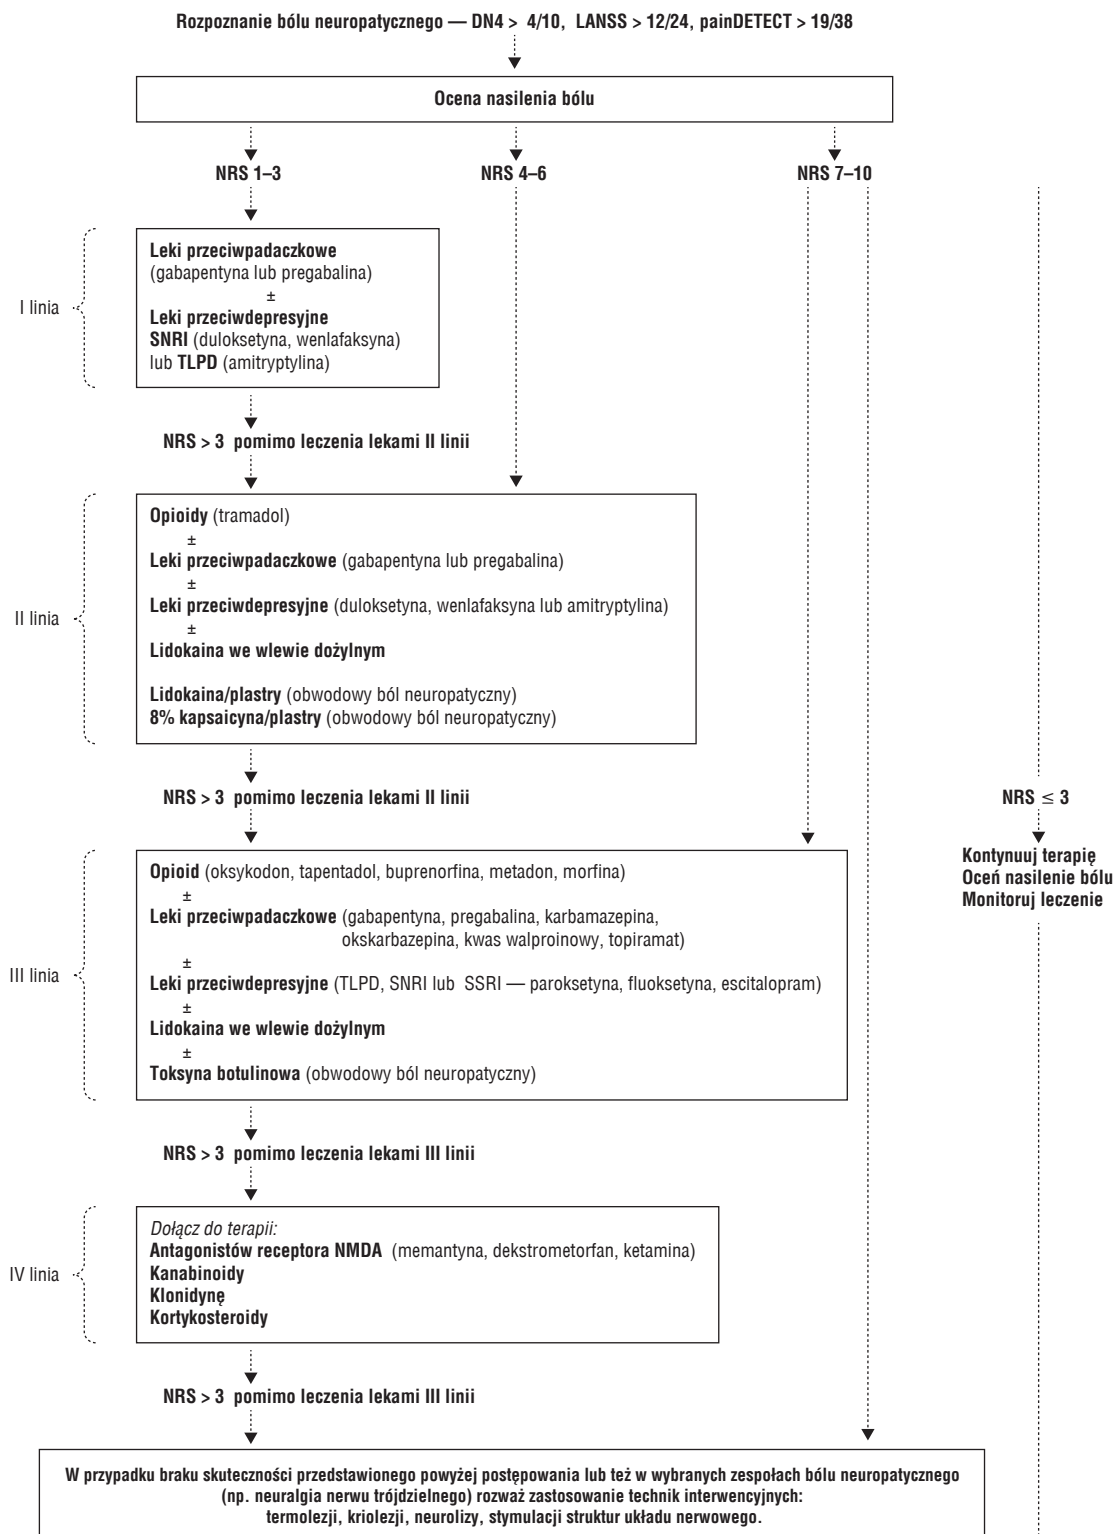 Rozpoznanie bólu neuropatycznego — DN4 > 4/10, LANSS > 12/24, painDETECT > 19/38
Ocena nasilenia bólu
NRS 1–3
NRS 4–6
NRS 7–10
I linia
Leki przeciwpadaczkowe
(gabapentyna lub pregabalina)
±
Leki przeciwdepresyjne
SNRI (duloksetyna, wenlafaksyna)
lub TLPD (amitryptylina)
NRS > 3 pomimo leczenia lekami II linii
II linia
Opioidy (tramadol)
±
Leki przeciwpadaczkowe (gabapentyna lub pregabalina)
±
Leki przeciwdepresyjne (duloksetyna, wenlafaksyna lub amitryptylina)
±
Lidokaina we wlewie dożylnym
Lidokaina/plastry (obwodowy ból neuropatyczny)
8% kapsaicyna/plastry (obwodowy ból neuropatyczny)
NRS > 3 pomimo leczenia lekami II linii
NRS ≤ 3
Kontynuuj terapię
Oceń nasilenie bólu
Monitoruj leczenie
III linia
Opioid (oksykodon, tapentadol, buprenorfina, metadon, morfina)
±
Leki przeciwpadaczkowe (gabapentyna, pregabalina, karbamazepina,
okskarbazepina, kwas walproinowy, topiramat)
±
Leki przeciwdepresyjne (TLPD, SNRI lub SSRI — paroksetyna, fluoksetyna, escitalopram)
±
Lidokaina we wlewie dożylnym
±
Toksyna botulinowa (obwodowy ból neuropatyczny)
NRS > 3 pomimo leczenia lekami III linii
IV linia
Dołącz do terapii:
Antagonistów receptora NMDA (memantyna, dekstrometorfan, ketamina)
Kanabinoidy
Klonidynę
Kortykosteroidy
NRS > 3 pomimo leczenia lekami III linii
W przypadku braku skuteczności przedstawionego powyżej postępowania lub też w wybranych zespołach bólu neuropatycznego
(np. neuralgia nerwu trójdzielnego) rozważ zastosowanie technik interwencyjnych:
termolezji, kriolezji, neurolizy, stymulacji struktur układu nerwowego.